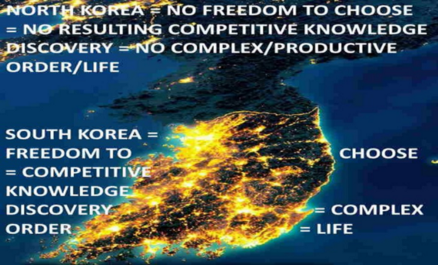 NORTH KOREA = NO FREEDOM TO CHOOSE
= NO RESULTING COMPETITIVE KNOWLEDGE
DISCOVERY = NO COMPLEX/PRODUCTIVE
ORDER/LIFE
SOUTH KOREA =
FREEDOM TO CHOOSE
= COMPETITIVE
KNOWLEDGE
DISCOVERY = COMPLEX
ORDER = LIFE